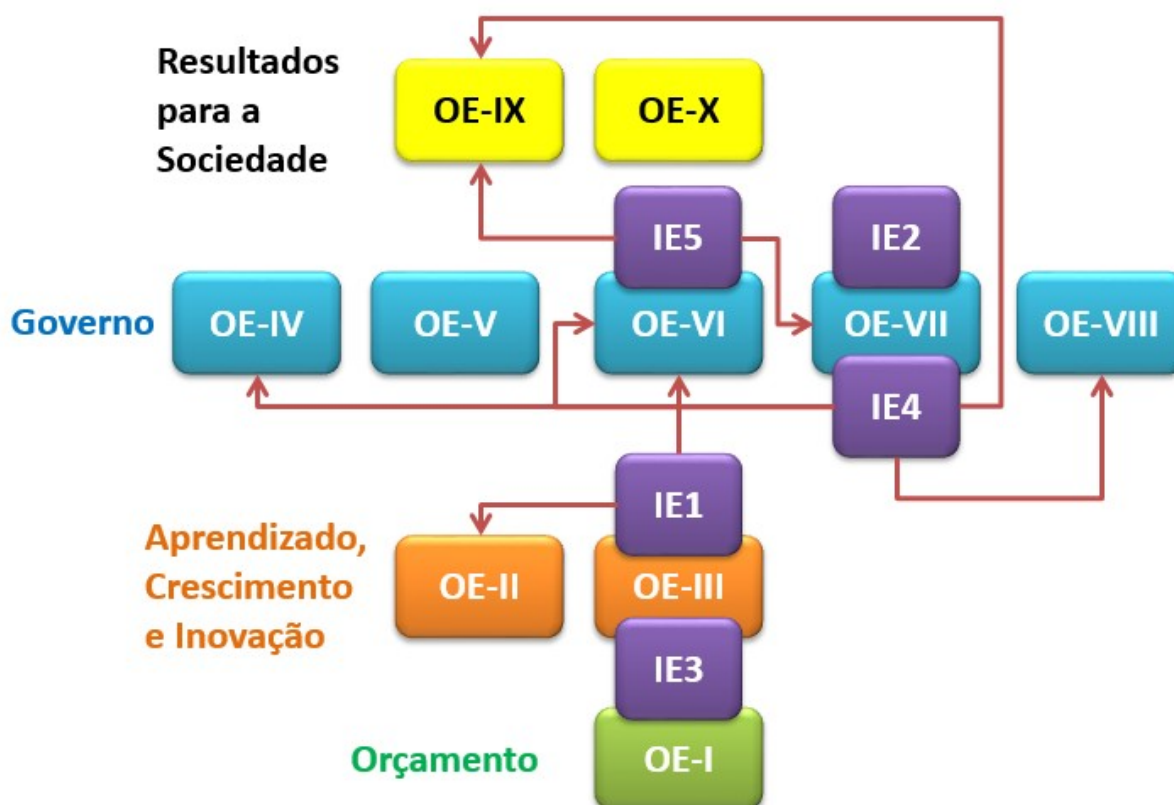 Resultados
para a
Sociedade
OE-IX
OE-X
IE5
IE2
Governo
OE-IV
OE-V
OE-VI
OE-VII
OE-VIII
IE4
IE1
Aprendizado,
Crescimento
e Inovação
OE-II
OE-III
IE3
Orçamento
OE-I